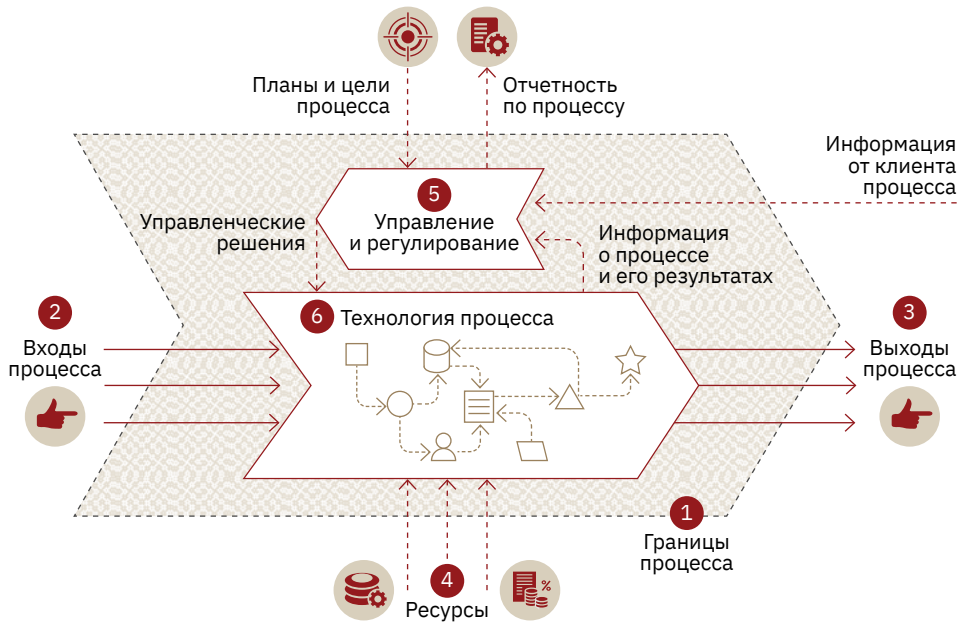 Планы и цели
процесса
Отчетность
по процессу
Информация
от клиента
процесса
5
Управление
и регулирование
Управленческие
решения
Информация
о процессе
и его результатах
2
Входы
процесса
6 Технология процесса
3
Выходы
процесса
1
Границы
процесса
4
Ресурсы
%